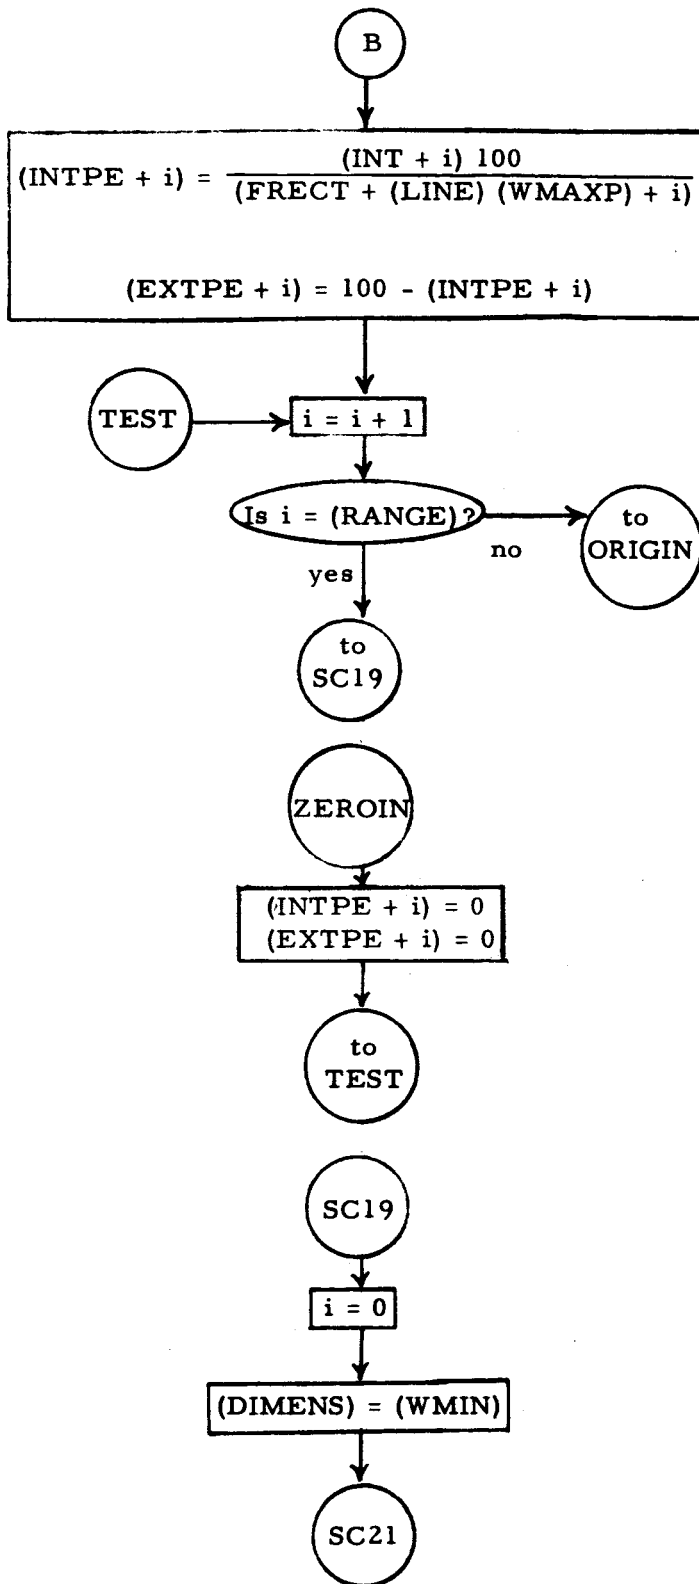 B
(INTPE + i) = (INT + i) 100
(FRECT + (LINE) (WMAXP) + i)
(EXTPE + i) = 100 - (INTPE + i)
TEST
i = i + 1
Is i = (RANGE)?
no
to
ORIGIN
yes
to
SC19
ZEROIN
(INTPE + i) = 0
(EXTPE + i) = 0
to
TEST
SC19
i = 0
(DIMENS) = (WMIN)
SC21